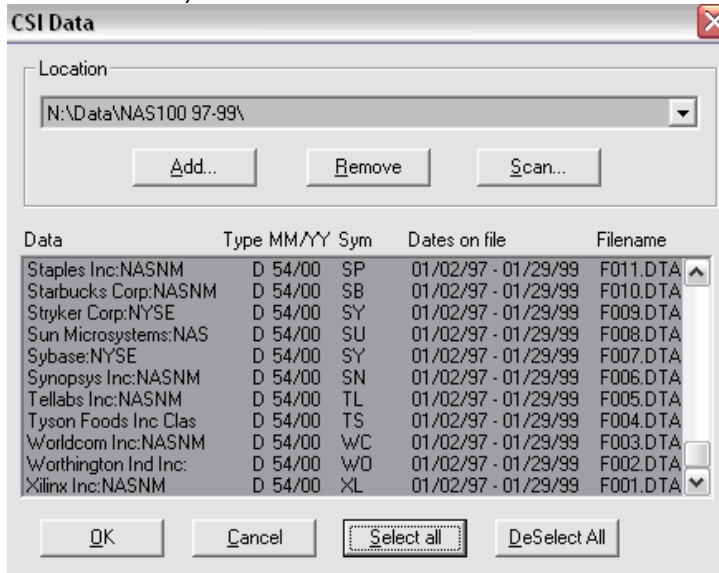 CSI Data
Location
N:\Data\NAS100 97-99\
Add... Remove Scan...
Data Type MM/YY Sym Dates on file Filename
Staples Inc:NASNM D 54/00 SP 01/02/97 - 01/29/99 F011.DTA
Starbucks Corp:NASNM D 54/00 SB 01/02/97 - 01/29/99 F010.DTA
Stryker Corp:NYSE D 54/00 SY 01/02/97 - 01/29/99 F009.DTA
Sun Microsystems:NAS D 54/00 SU 01/02/97 - 01/29/99 F008.DTA
Sybase:NYSE D 54/00 SY 01/02/97 - 01/29/99 F007.DTA
Synopsys Inc:NASNM D 54/00 SN 01/02/97 - 01/29/99 F006.DTA
Tellabs Inc:NASNM D 54/00 TL 01/02/97 - 01/29/99 F005.DTA
Tyson Foods Inc Clas D 54/00 TS 01/02/97 - 01/29/99 F004.DTA
Worldcom Inc:NASNM D 54/00 WC 01/02/97 - 01/29/99 F003.DTA
Worthington Ind Inc: D 54/00 WO 01/02/97 - 01/29/99 F002.DTA
Xilinx Inc:NASNM D 54/00 XL 01/02/97 - 01/29/99 F001.DTA
OK Cancel Select all DeSelect All